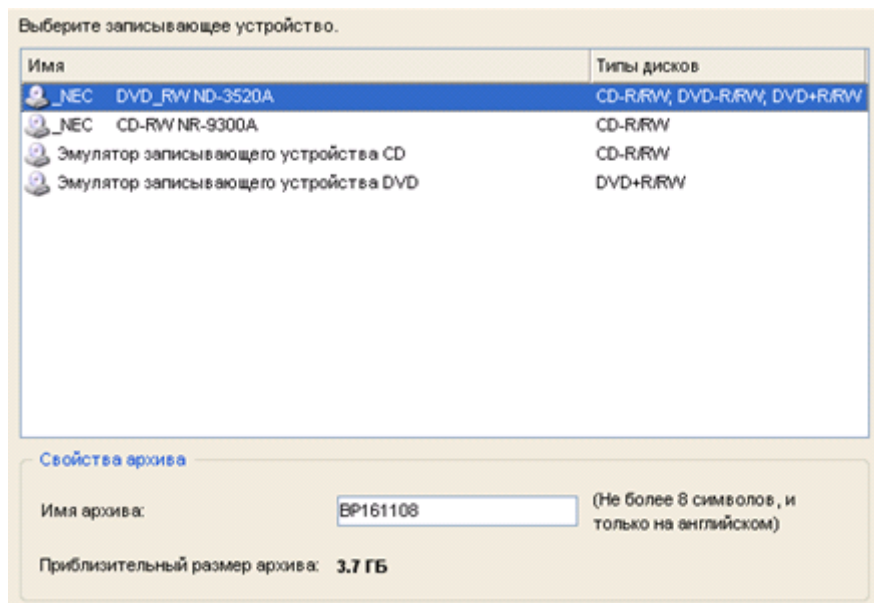 Выберите записывающее устройство.
Имя Типы дисков
_NEC DVD_RW ND-3520A CD-R/RW; DVD-R/RW; DVD+R/RW
_NEC CD-RW NR-9300A CD-R/RW
Эмулятор записывающего устройства CD CD-R/RW
Эмулятор записывающего устройства DVD DVD+R/RW
Свойства архива
Имя архива: BP161108 (Не более 8 символов, и
только на английском)
Приблизительный размер архива: 3.7 ГБ